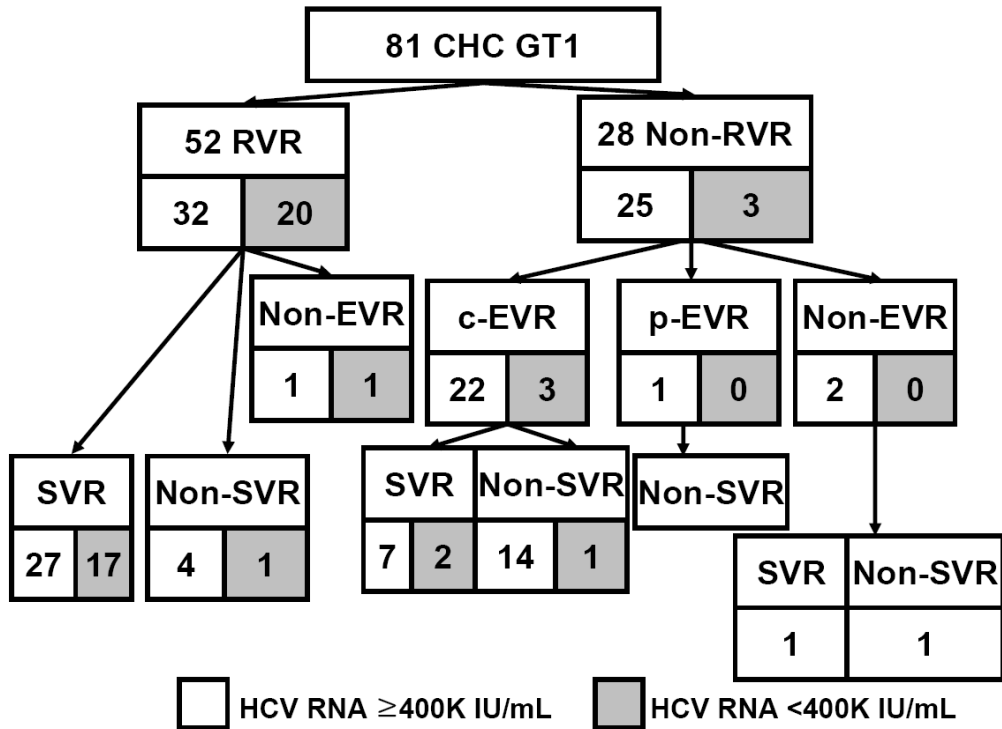 81 CHC GT1
52 RVR
28 Non-RVR
32 20
25 3
Non-EVR
c-EVR
p-EVR
Non-EVR
1 1
22 3
1 0
2 0
SVR
Non-SVR
SVR Non-SVR
Non-SVR
27 17
4 1
7 2 14 1
SVR Non-SVR
1 1
HCV RNA ≥400K IU/mL
HCV RNA <400K IU/mL